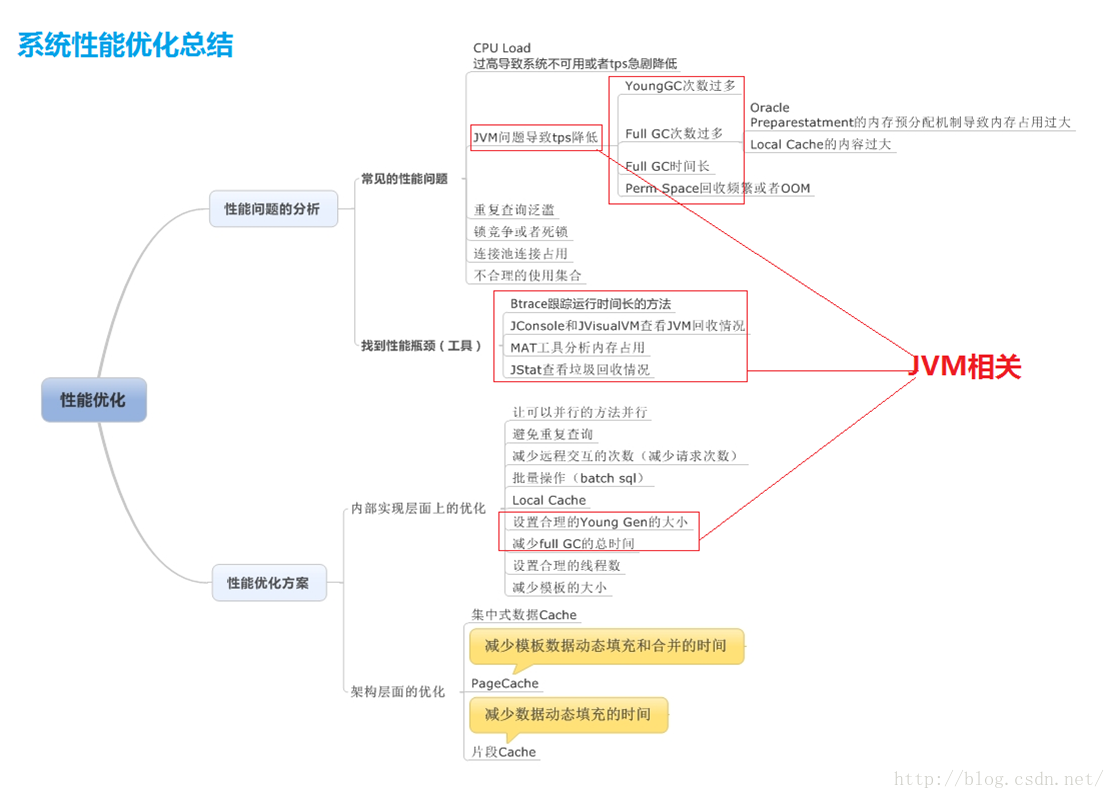 系统性能优化总结
性能优化
性能问题的分析
常见的性能问题
CPU Load
过高导致系统不可用或者tps急剧降低
JVM问题导致tps降低
YoungGC次数过多
Full GC次数过多
Oracle
Preparestatment的内存预分配机制导致内存占用过大
Local Cache的内容过大
Full GC时间长
Perm Space回收频繁或者OOM
重复查询泛滥
锁竞争或者死锁
连接池连接占用
不合理的使用集合
找到性能瓶颈（工具）
Btrace跟踪运行时间长的方法
JConsole和JVisualVM查看JVM回收情况
MAT工具分析内存占用
JStat查看垃圾回收情况
JVM相关
性能优化方案
内部实现层面上的优化
让可以并行的方法并行
避免重复查询
减少远程交互的次数（减少请求次数）
批量操作（batch sql）
Local Cache
设置合理的Young Gen的大小
减少full GC的总时间
设置合理的线程数
减少模板的大小
架构层面的优化
集中式数据Cache
减少模板数据动态填充和合并的时间
PageCache
减少数据动态填充的时间
片段Cache
http://blog.csdn.net/